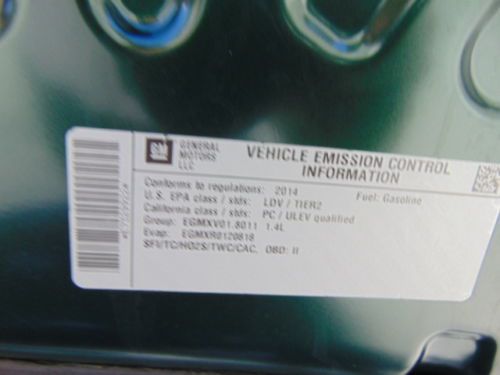 GM GENERAL MOTORS LLC
VEHICLE EMISSION CONTROL INFORMATION
Conforms to regulations: 2014 Fuel: Gasoline
U.S. EPA class / stds: LDV / TIER2
California class / stds: PC / ULEV qualified
Group: EGMXV01.8011 1.4L
Evap: EGMXR0120818
SFI/TC/HO2S/TWC/CAC, OBD: II